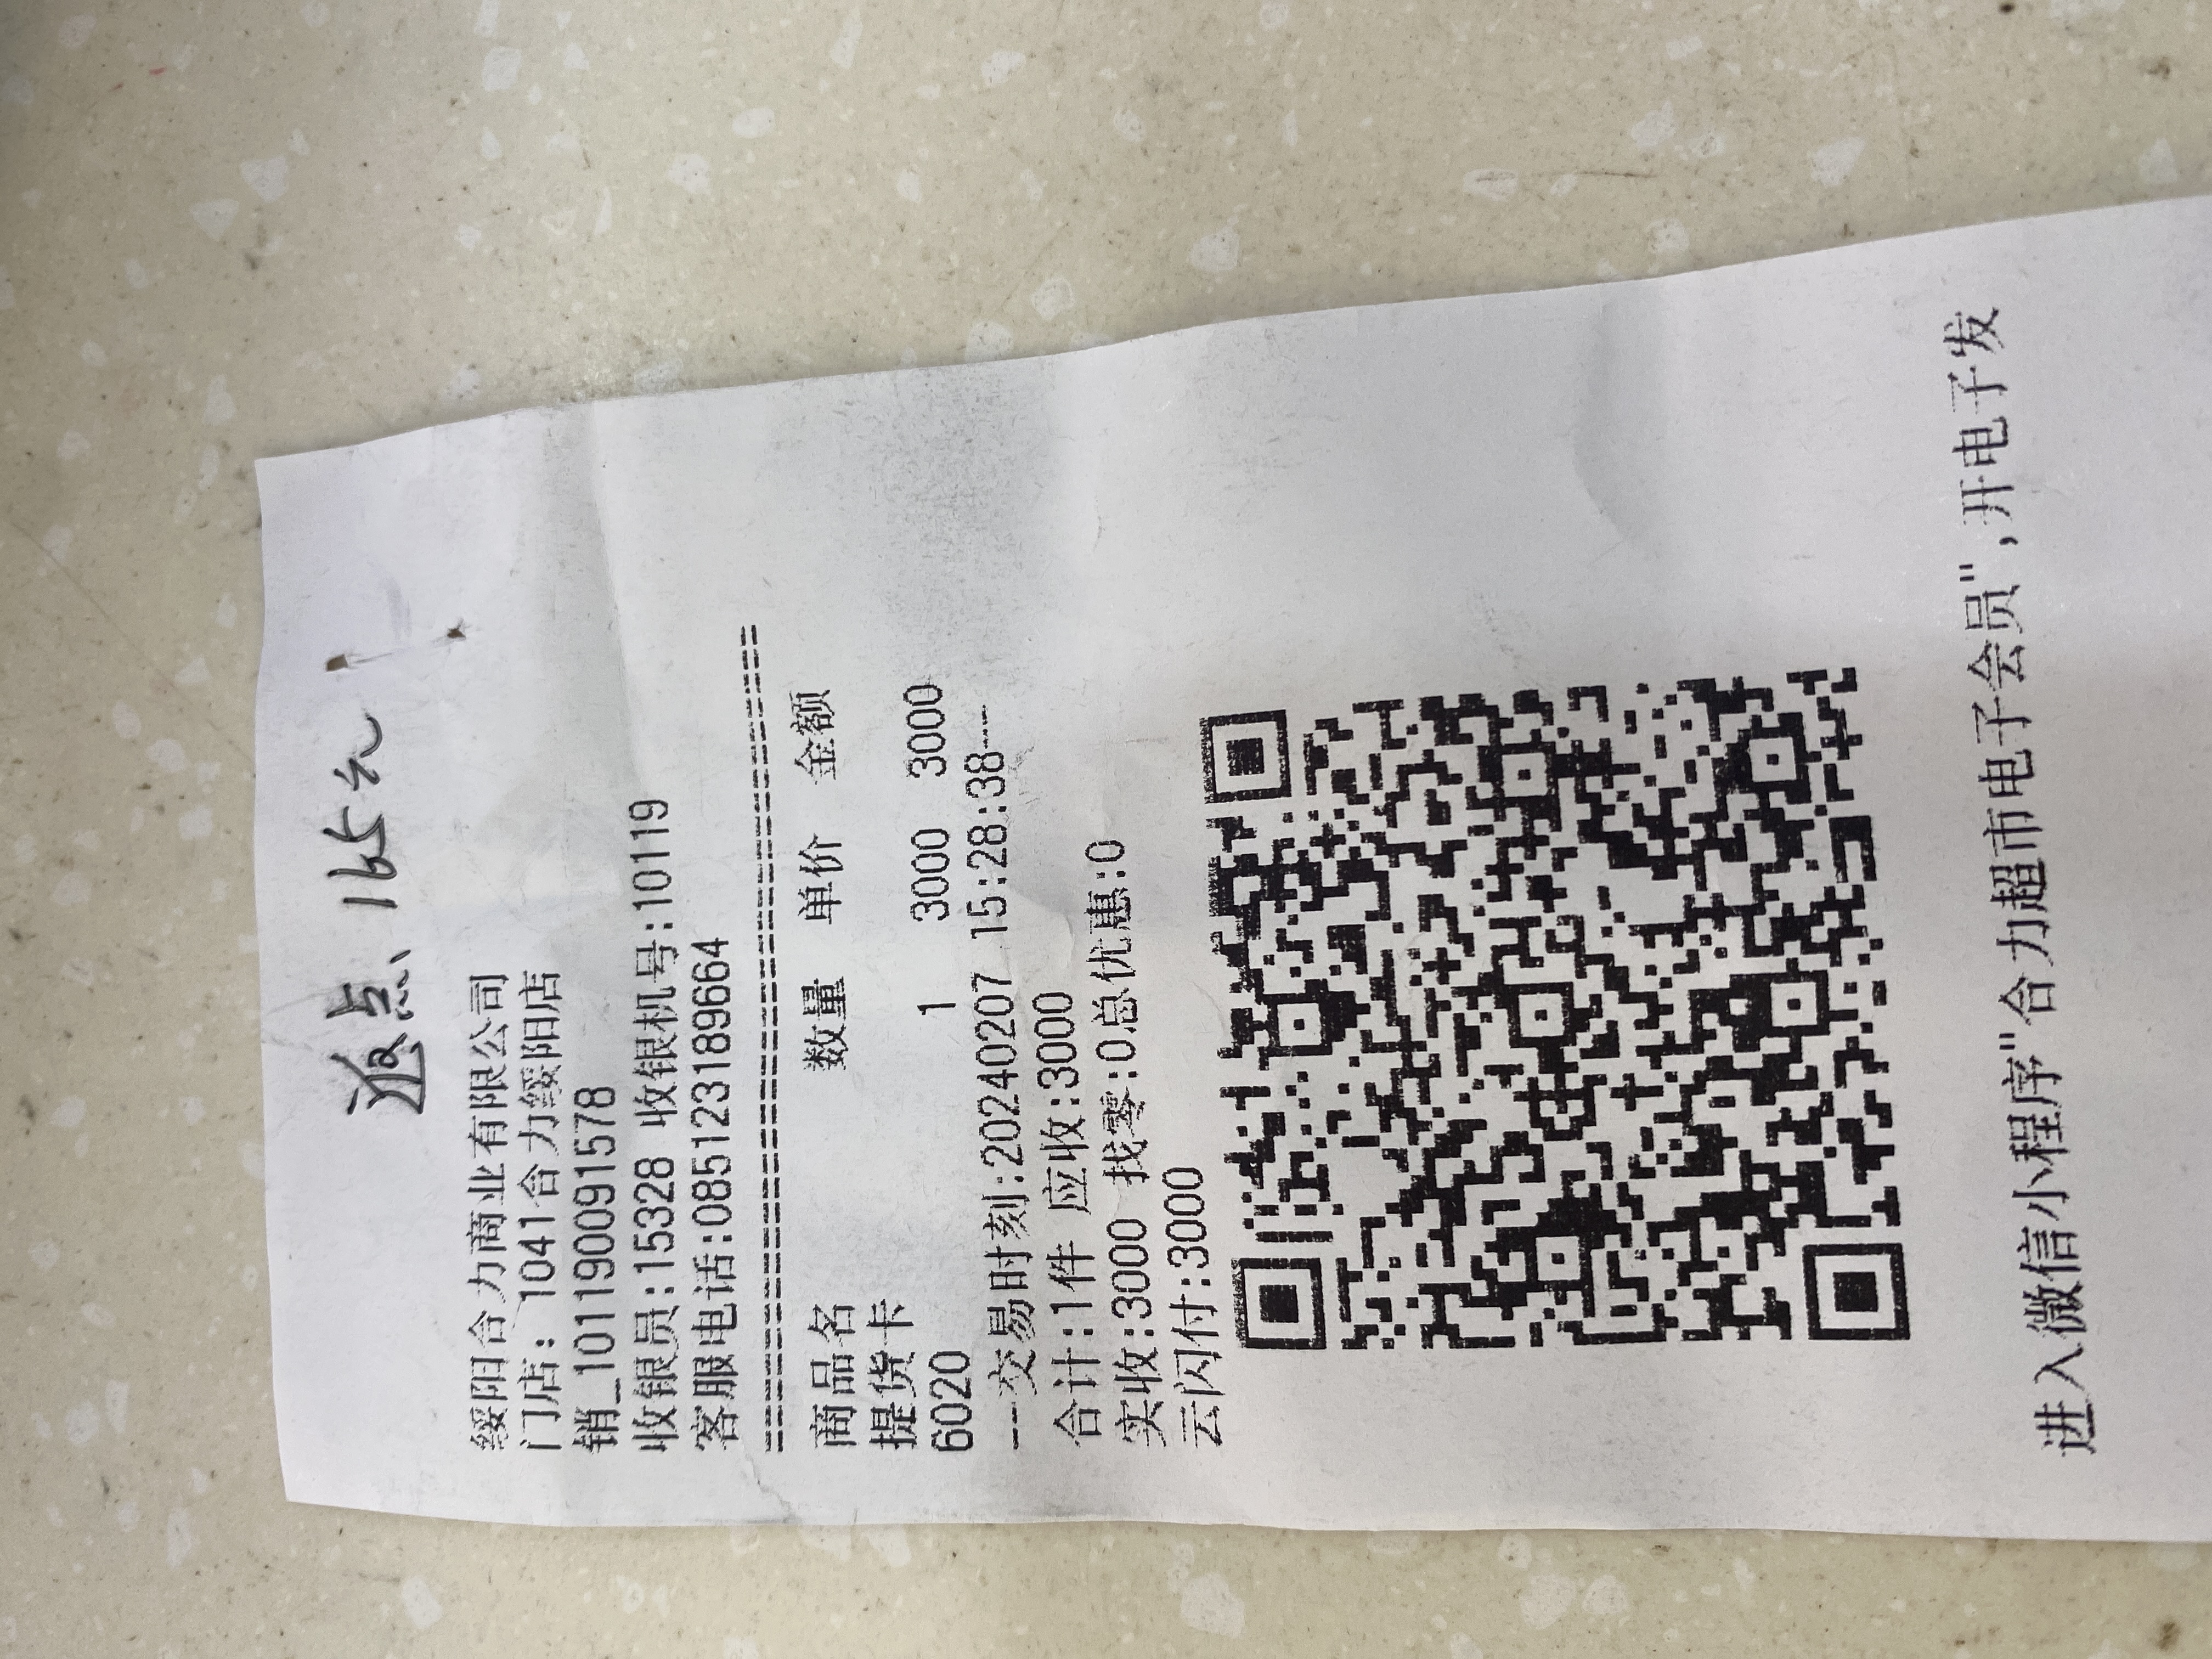 返点、165元
绥阳合力商业有限公司
门店：1041合力绥阳店
销_101190091578
收银员:15328 收银机号:10119
客服电话:085123189664
========================================
商品名 数量 单价 金额
提货卡
6020 1 3000 3000
---交易时刻:20240207 15:28:38---
合计:1件 应收:3000
实收:3000 找零:0总优惠:0
云闪付:3000
进入微信小程序"合力超市电子会员",开电子发